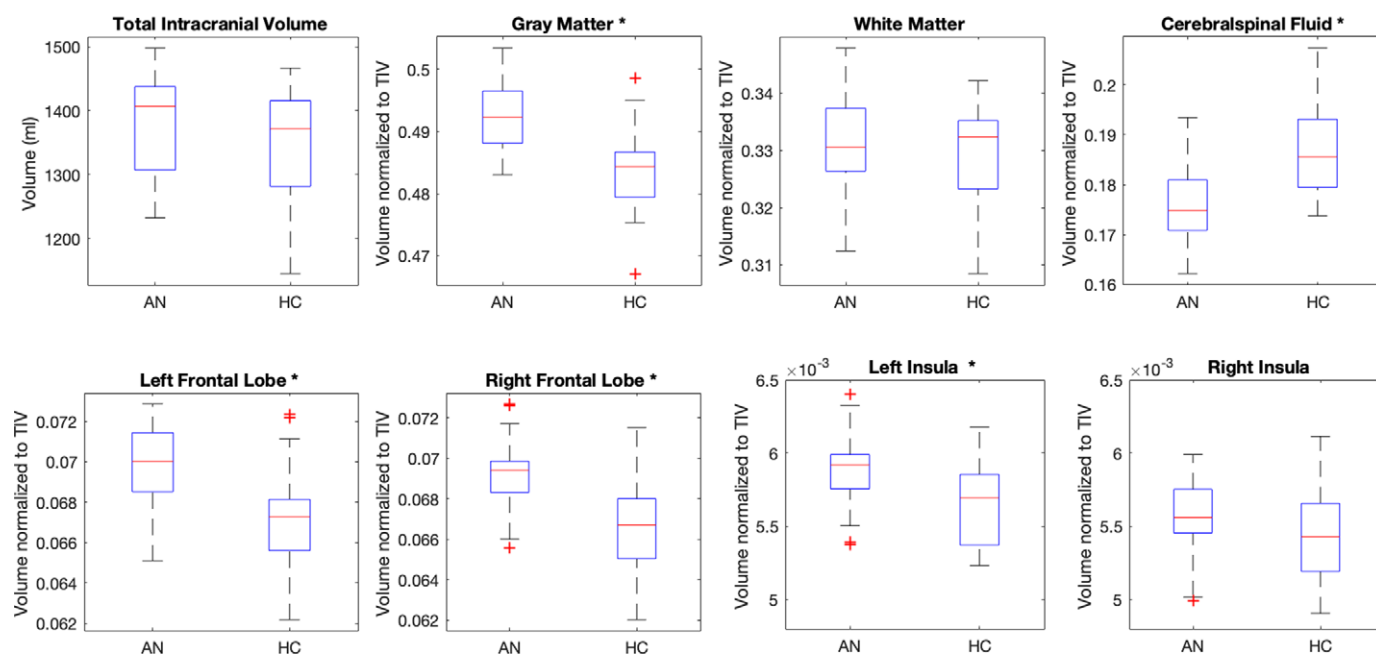 Total Intracranial Volume
Volume (ml)
1500
1400
1300
1200
AN
HC
Gray Matter *
Volume normalized to TIV
0.5
0.49
0.48
0.47
AN
HC
White Matter
Volume normalized to TIV
0.34
0.33
0.32
0.31
AN
HC
Cerebralspinal Fluid *
Volume normalized to TIV
0.2
0.19
0.18
0.17
0.16
AN
HC
Left Frontal Lobe *
Volume normalized to TIV
0.072
0.07
0.068
0.066
0.064
0.062
AN
HC
Right Frontal Lobe *
Volume normalized to TIV
0.072
0.07
0.068
0.066
0.064
0.062
AN
HC
Left Insula *
×10⁻³
Volume normalized to TIV
6.5
6
5.5
5
AN
HC
Right Insula
×10⁻³
Volume normalized to TIV
6.5
6
5.5
5
AN
HC